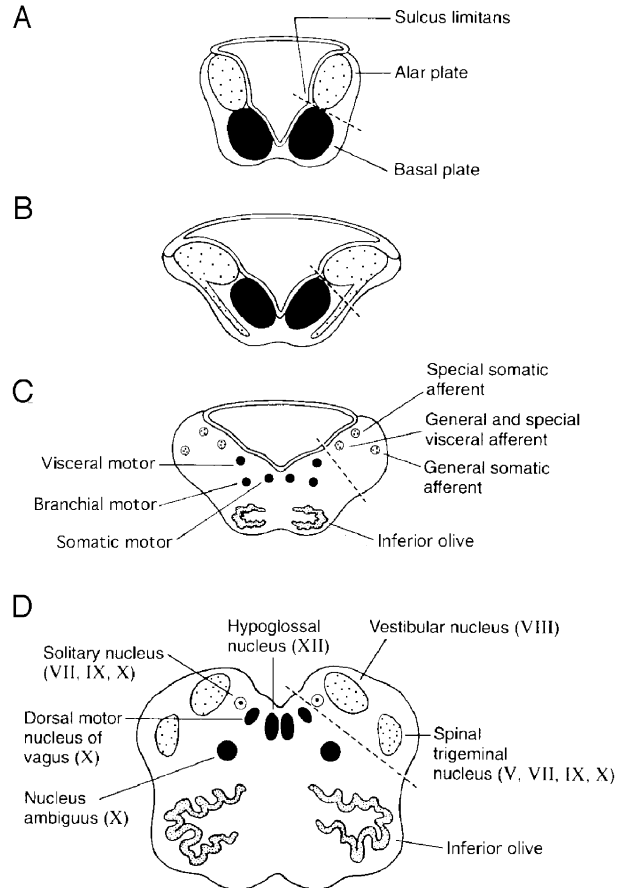 A
Sulcus limitans
Alar plate
Basal plate
B
C
Special somatic
afferent
General and special
visceral afferent
General somatic
afferent
Visceral motor
Branchial motor
Somatic motor
Inferior olive
D
Hypoglossal
nucleus (XII)
Vestibular nucleus (VIII)
Solitary nucleus
(VII, IX, X)
Dorsal motor
nucleus of
vagus (X)
Spinal
trigeminal
nucleus (V, VII, IX, X)
Nucleus
ambiguus (X)
Inferior olive